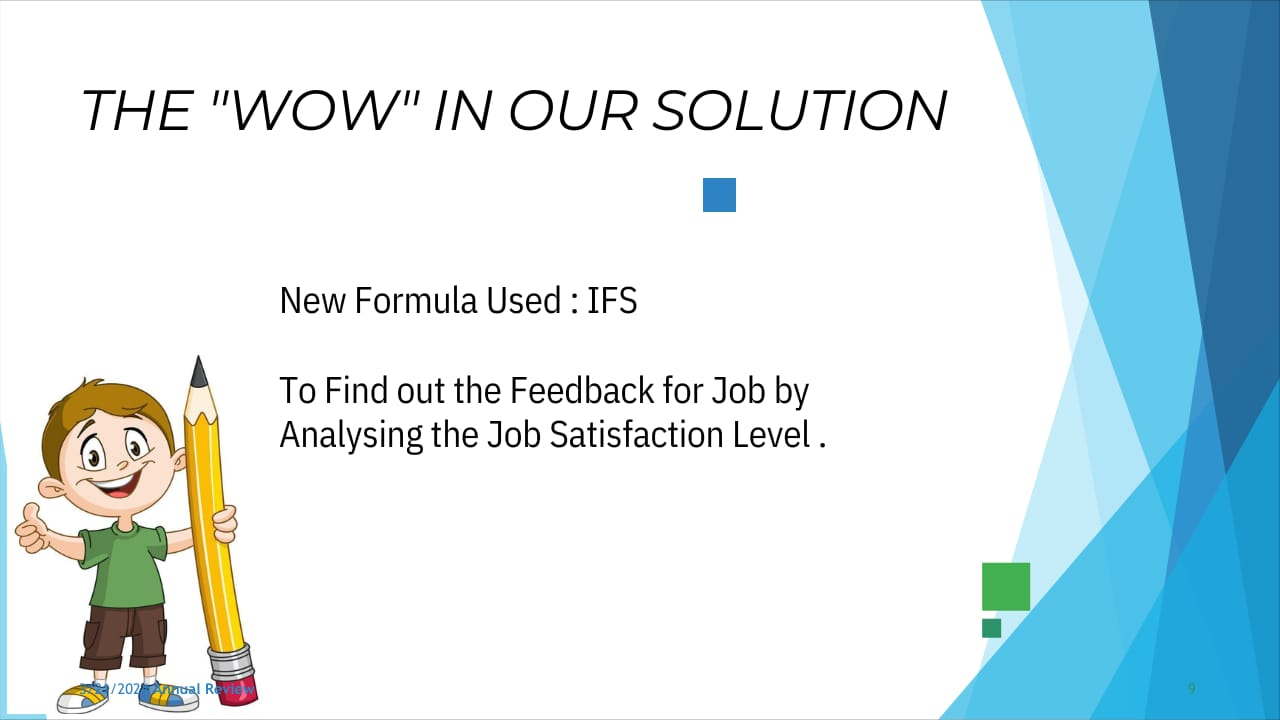 THE "WOW" IN OUR SOLUTION
New Formula Used : IFS
To Find out the Feedback for Job by
Analysing the Job Satisfaction Level .
Annual Review
9